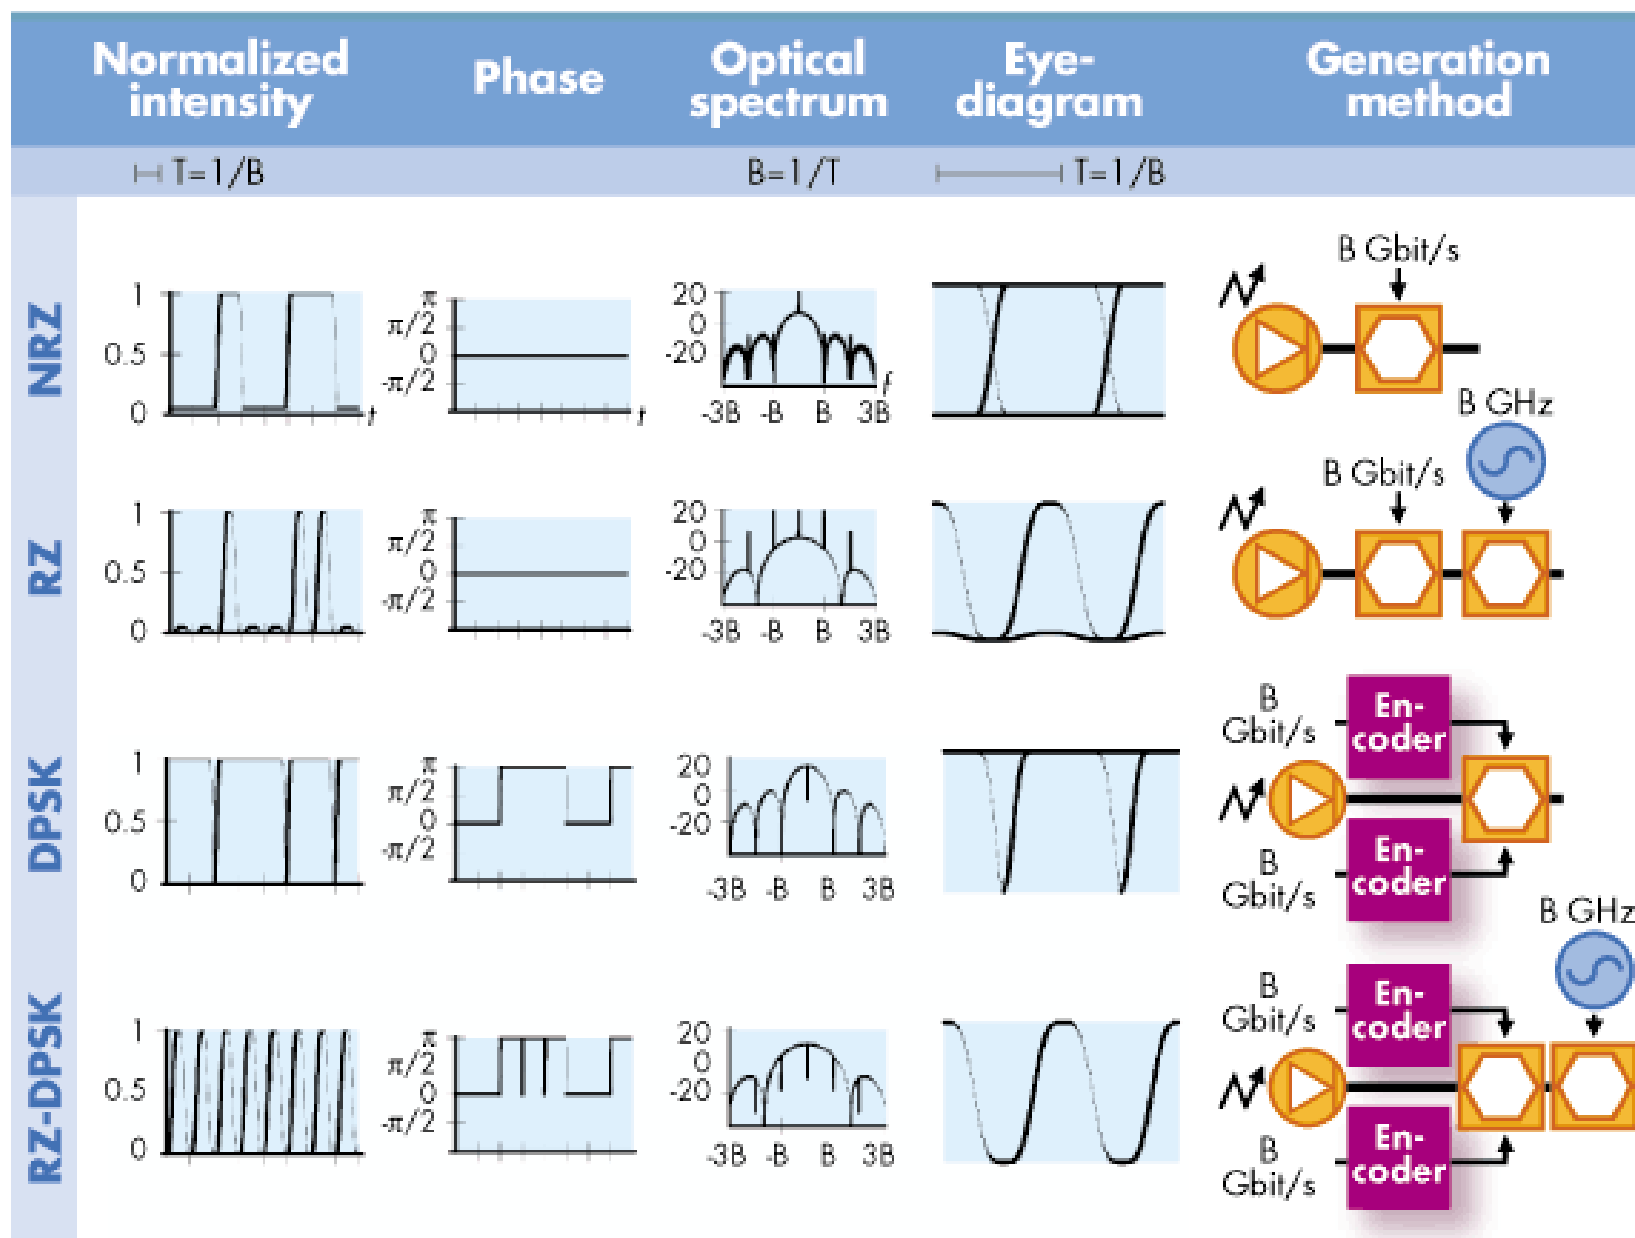 Normalized
intensity
Phase
Optical
spectrum
Eye-
diagram
Generation
method
T=1/B
B=1/T
T=1/B
NRZ
1
0.5
0
t
π
π/2
0
-π/2
t
20
0
-20
f
-3B -B B 3B
B Gbit/s
RZ
1
0.5
0
π
π/2
0
-π/2
20
0
-20
-3B -B B 3B
B Gbit/s
B GHz
DPSK
1
0.5
0
π
π/2
0
-π/2
20
0
-20
-3B -B B 3B
B
Gbit/s
En-
coder
B
Gbit/s
En-
coder
RZ-DPSK
1
0.5
0
π
π/2
0
-π/2
20
0
-20
-3B -B B 3B
B GHz
B
Gbit/s
En-
coder
B
Gbit/s
En-
coder